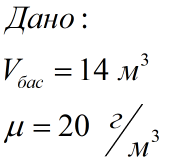 Дано:
V_бас = 14 м³
μ = 20 г/м³